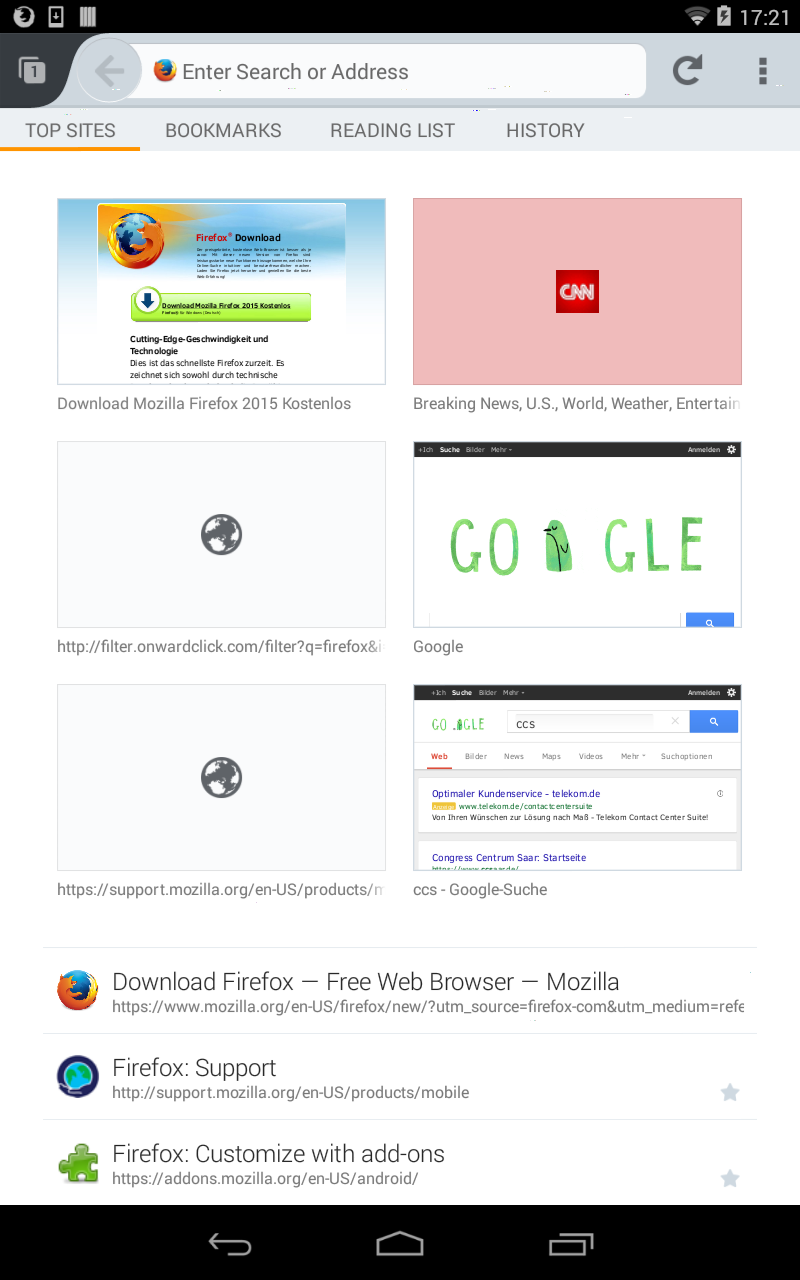 17:21
1
Enter Search or Address
TOP SITES BOOKMARKS READING LIST HISTORY
Firefox® Download
Download Mozilla Firefox 2015 Kostenlos
Firefox® für Windows (Deutsch)
Cutting-Edge-Geschwindigkeit und
Technologie
Dies ist das schnellste Firefox zurzeit. Es
zeichnet sich sowohl durch technische
CNN
Download Mozilla Firefox 2015 Kostenlos
Breaking News, U.S., World, Weather, Entertain
+Ich Suche Bilder Mehr Anmelden
GO GLE
http://filter.onwardclick.com/filter?q=firefox&i
Google
+Ich Suche Bilder Mehr Anmelden
GO GLE ccs
Web Bilder News Maps Videos Mehr Suchoptionen
Optimaler Kundenservice - telekom.de
Anzeige www.telekom.de/contactcentersuite
Von Ihren Wünschen zur Lösung nach Maß - Telekom Contact Center Suite!
Congress Centrum Saar: Startseite
https://www.ccsaar.de/
https://support.mozilla.org/en-US/products/m
ccs - Google-Suche
Download Firefox — Free Web Browser — Mozilla
https://www.mozilla.org/en-US/firefox/new/?utm_source=firefox-com&utm_medium=refe
Firefox: Support
http://support.mozilla.org/en-US/products/mobile
Firefox: Customize with add-ons
https://addons.mozilla.org/en-US/android/